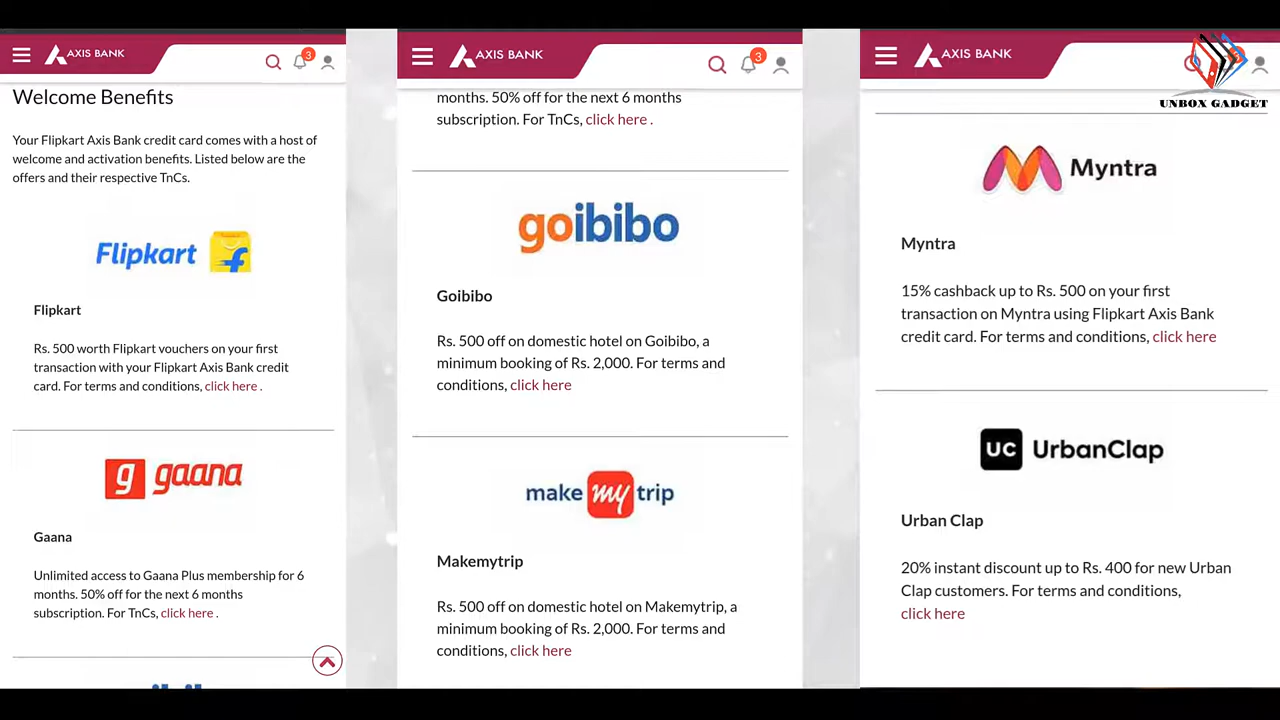 AXIS BANK
3
Welcome Benefits
Your Flipkart Axis Bank credit card comes with a host of
welcome and activation benefits. Listed below are the
offers and their respective TnCs.
Flipkart
Flipkart
Rs. 500 worth Flipkart vouchers on your first
transaction with your Flipkart Axis Bank credit
card. For terms and conditions, click here .
g gaana
Gaana
Unlimited access to Gaana Plus membership for 6
months. 50% off for the next 6 months
subscription. For TnCs, click here .
AXIS BANK
3
months. 50% off for the next 6 months
subscription. For TnCs, click here .
goibibo
Goibibo
Rs. 500 off on domestic hotel on Goibibo, a
minimum booking of Rs. 2,000. For terms and
conditions, click here
make my trip
Makemytrip
Rs. 500 off on domestic hotel on Makemytrip, a
minimum booking of Rs. 2,000. For terms and
conditions, click here
AXIS BANK
UNBOX GADGET
Myntra
Myntra
15% cashback up to Rs. 500 on your first
transaction on Myntra using Flipkart Axis Bank
credit card. For terms and conditions, click here
UC UrbanClap
Urban Clap
20% instant discount up to Rs. 400 for new Urban
Clap customers. For terms and conditions,
click here